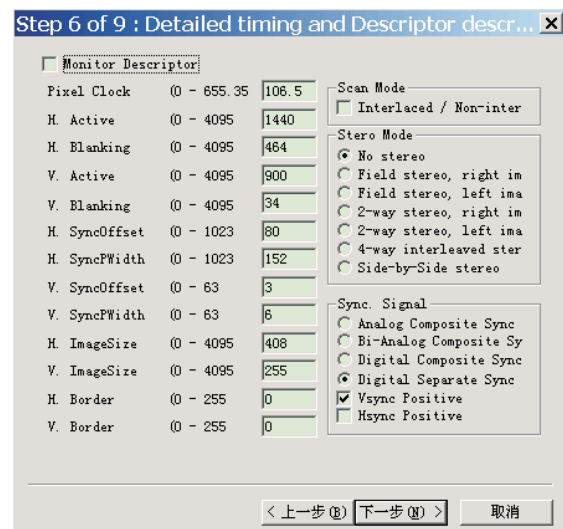 Step 6 of 9 : Detailed timing and Descriptor descr...
Monitor Descriptor
Pixel Clock (0 - 655.35 106.5
H. Active (0 - 4095 1440
H. Blanking (0 - 4095 464
V. Active (0 - 4095 900
V. Blanking (0 - 4095 34
H. SyncOffset (0 - 1023 80
H. SyncPWidth (0 - 1023 152
V. SyncOffset (0 - 63 3
V. SyncPWidth (0 - 63 6
H. ImageSize (0 - 4095 408
V. ImageSize (0 - 4095 255
H. Border (0 - 255 0
V. Border (0 - 255 0
Scan Mode
Interlaced / Non-inter
Stero Mode
No stereo
Field stereo, right im
Field stereo, left ima
2-way stereo, right im
2-way stereo, left ima
4-way interleaved ster
Side-by-Side stereo
Sync. Signal
Analog Composite Sync
Bi-Analog Composite Sy
Digital Composite Sync
Digital Separate Sync
Vsync Positive
Hsync Positive
< 上一步(B) 下一步(N) > 取消